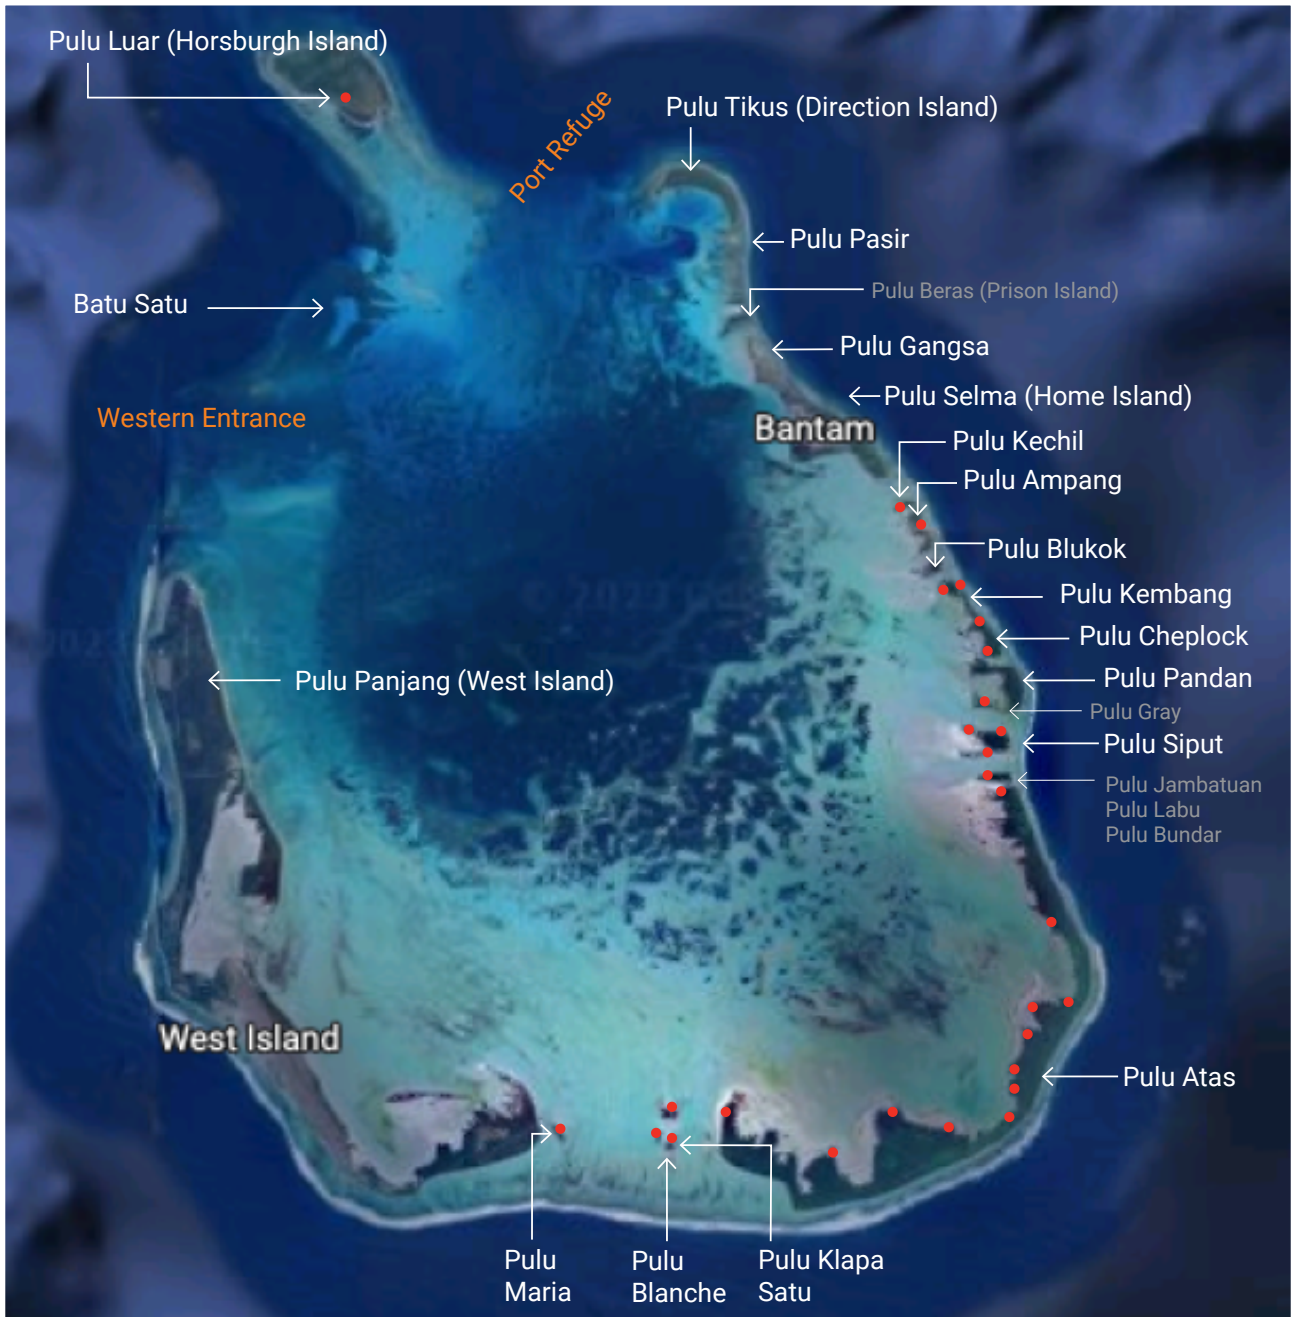 Pulu Luar (Horsburgh Island)
Port Refuge
Pulu Tikus (Direction Island)
Pulu Pasir
Pulu Beras (Prison Island)
Batu Satu
Pulu Gangsa
Pulu Selma (Home Island)
Western Entrance
Bantam
Pulu Kechil
Pulu Ampang
Pulu Blukok
Pulu Kembang
Pulu Cheplock
Pulu Panjang (West Island)
Pulu Pandan
Pulu Gray
Pulu Siput
Pulu Jambatuan
Pulu Labu
Pulu Bundar
West Island
Pulu Atas
Pulu
Maria
Pulu
Blanche
Pulu Klapa
Satu